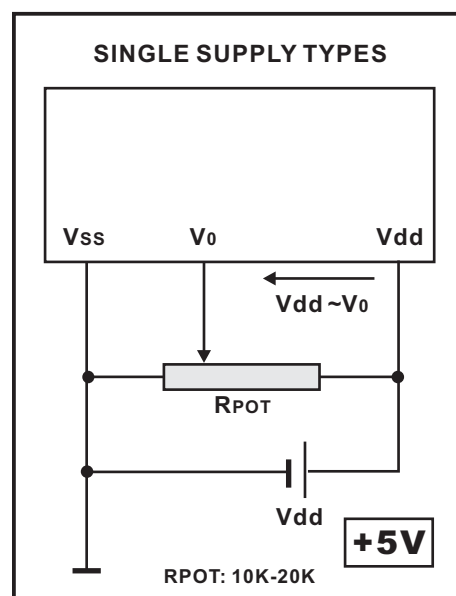 SINGLE SUPPLY TYPES
Vss V0 Vdd
Vdd ~V0
RPOT
Vdd
+5V
RPOT: 10K-20K